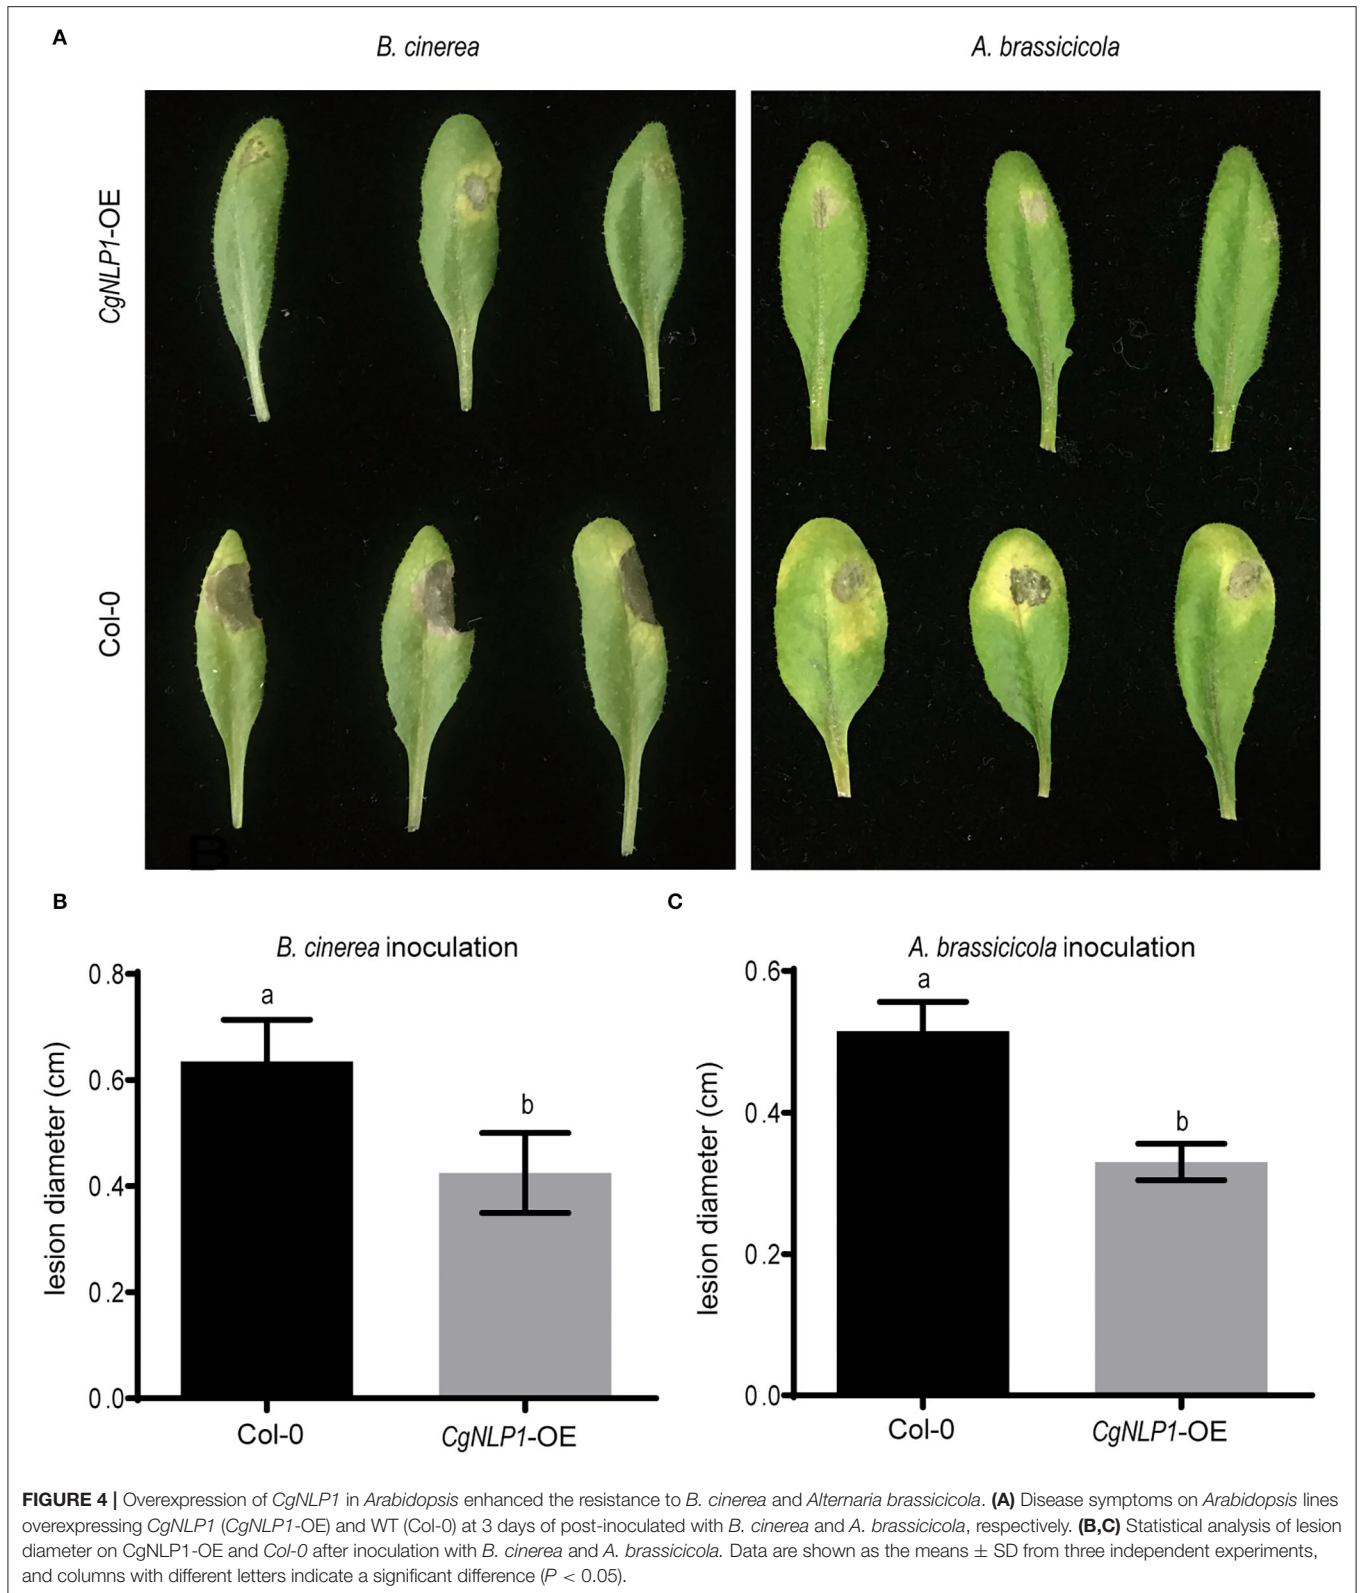 A
B. cinerea
A. brassicicola
CgNLP1-OE
Col-0
B
B
C
B. cinerea inoculation
A. brassicicola inoculation
lesion diameter (cm)
0.8
0.6
0.4
0.2
0.0
a
b
Col-0
CgNLP1-OE
lesion diameter (cm)
0.6
0.4
0.2
0.0
a
b
Col-0
CgNLP1-OE
FIGURE 4 | Overexpression of CgNLP1 in Arabidopsis enhanced the resistance to B. cinerea and Alternaria brassicicola. (A) Disease symptoms on Arabidopsis lines
overexpressing CgNLP1 (CgNLP1-OE) and WT (Col-0) at 3 days of post-inoculated with B. cinerea and A. brassicicola, respectively. (B,C) Statistical analysis of lesion
diameter on CgNLP1-OE and Col-0 after inoculation with B. cinerea and A. brassicicola. Data are shown as the means ± SD from three independent experiments,
and columns with different letters indicate a significant difference (P < 0.05).